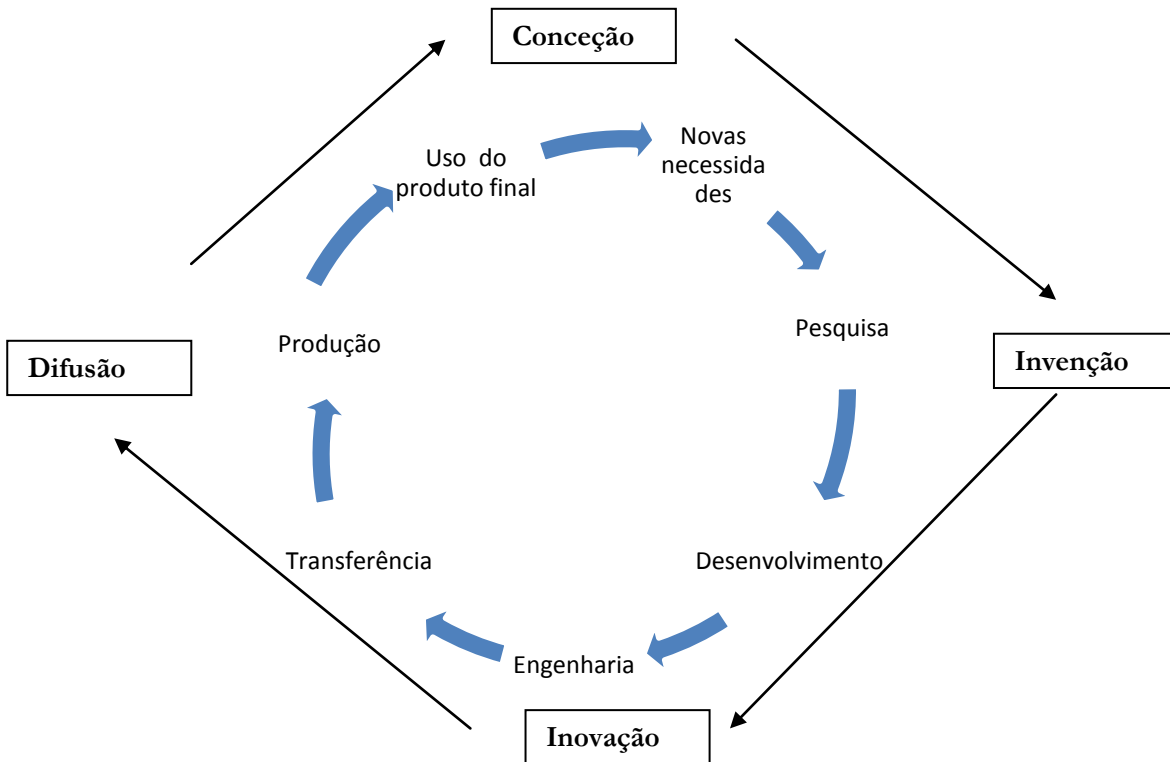 Conceção
Novas
necessida
des
Uso do
produto final
Pesquisa
Produção
Invenção
Difusão
Desenvolvimento
Transferência
Engenharia
Inovação